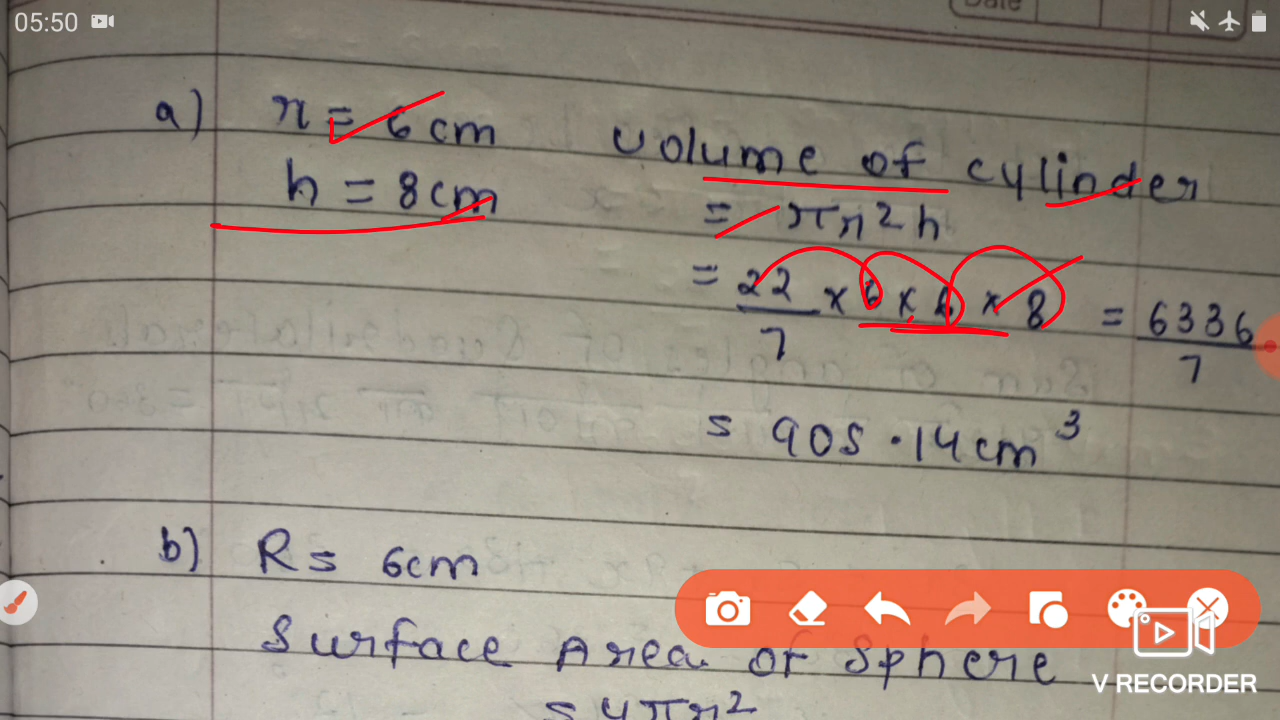 05:50
Date
a) r = 6 cm
h = 8 cm
volume of cylinder
= πr²h
= 22/7 × 6 × 6 × 8 = 6336/7
= 905.14 cm³
b) R = 6cm
Surface Area of Sphere
= 4πr²
V RECORDER